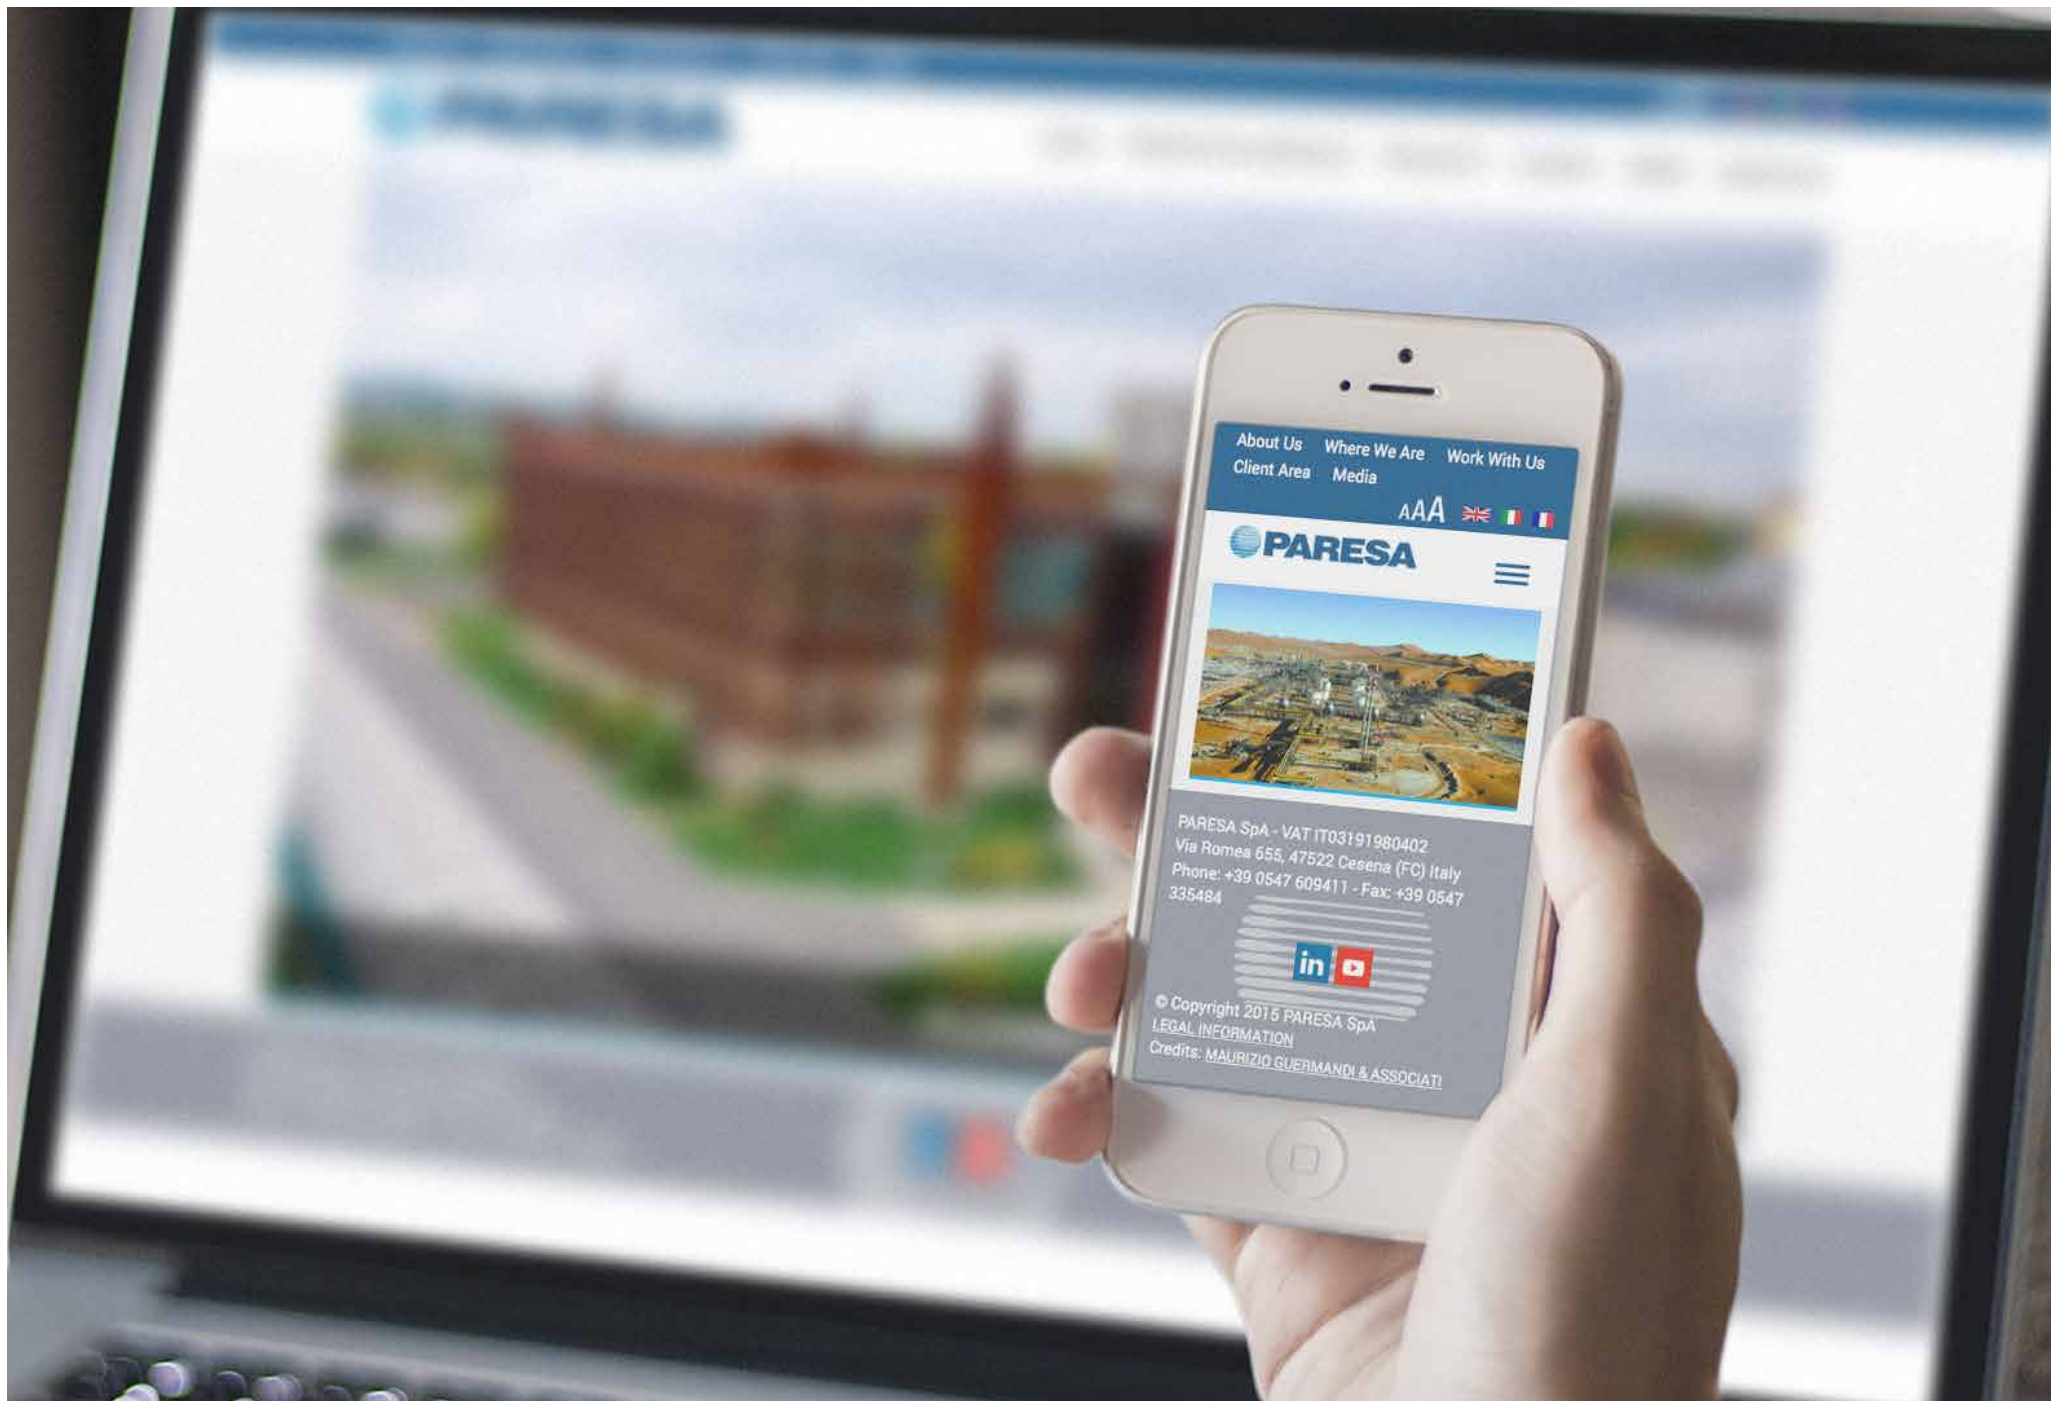 PARESA
About Us Where We Are Work With Us
Client Area Media
AAA
PARESA
PARESA SpA - VAT IT03191980402
Via Romea 655, 47522 Cesena (FC) Italy
Phone: +39 0547 609411 - Fax: +39 0547
335484
in
© Copyright 2015 PARESA SpA
LEGAL INFORMATION
Credits: MAURIZIO GUERMANDI & ASSOCIATI